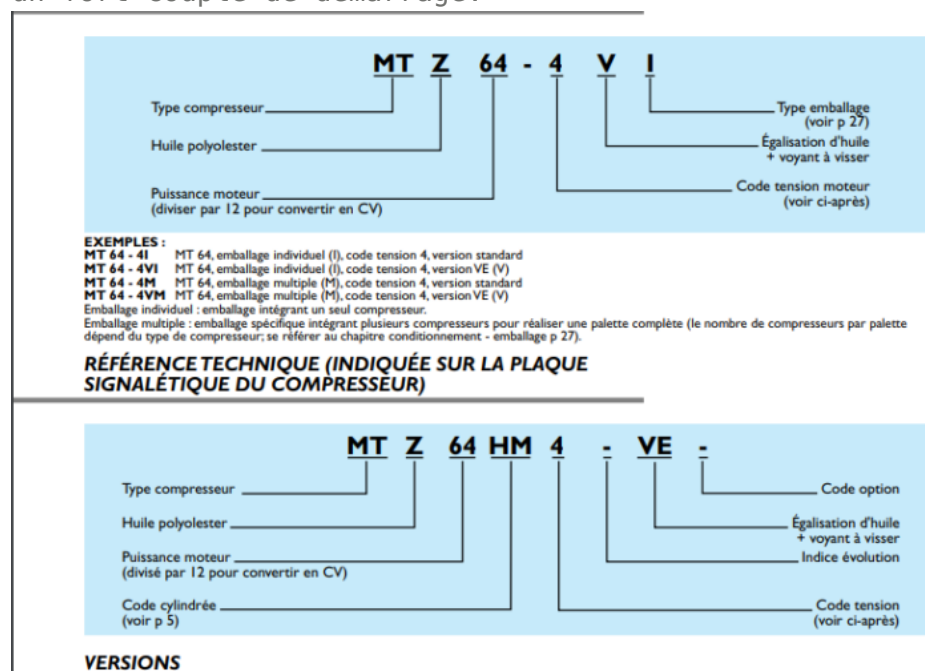 un fort couple de démarrage.
MT Z 64 - 4 V I
Type compresseur
Type emballage
(voir p 27)
Huile polyolester
Égalisation d'huile
+ voyant à visser
Puissance moteur
(diviser par 12 pour convertir en CV)
Code tension moteur
(voir ci-après)
EXEMPLES :
MT 64 - 4I MT 64, emballage individuel (I), code tension 4, version standard
MT 64 - 4VI MT 64, emballage individuel (I), code tension 4, version VE (V)
MT 64 - 4M MT 64, emballage multiple (M), code tension 4, version standard
MT 64 - 4VM MT 64, emballage multiple (M), code tension 4, version VE (V)
Emballage individuel : emballage intégrant un seul compresseur.
Emballage multiple : emballage spécifique intégrant plusieurs compresseurs pour réaliser une palette complète (le nombre de compresseurs par palette
dépend du type de compresseur; se référer au chapitre conditionnement - emballage p 27).
RÉFÉRENCE TECHNIQUE (INDIQUÉE SUR LA PLAQUE
SIGNALÉTIQUE DU COMPRESSEUR)
MT Z 64 HM 4 - VE -
Type compresseur
Code option
Huile polyolester
Égalisation d'huile
+ voyant à visser
Puissance moteur
(divisé par 12 pour convertir en CV)
Indice évolution
Code cylindrée
(voir p 5)
Code tension
(voir ci-après)
VERSIONS